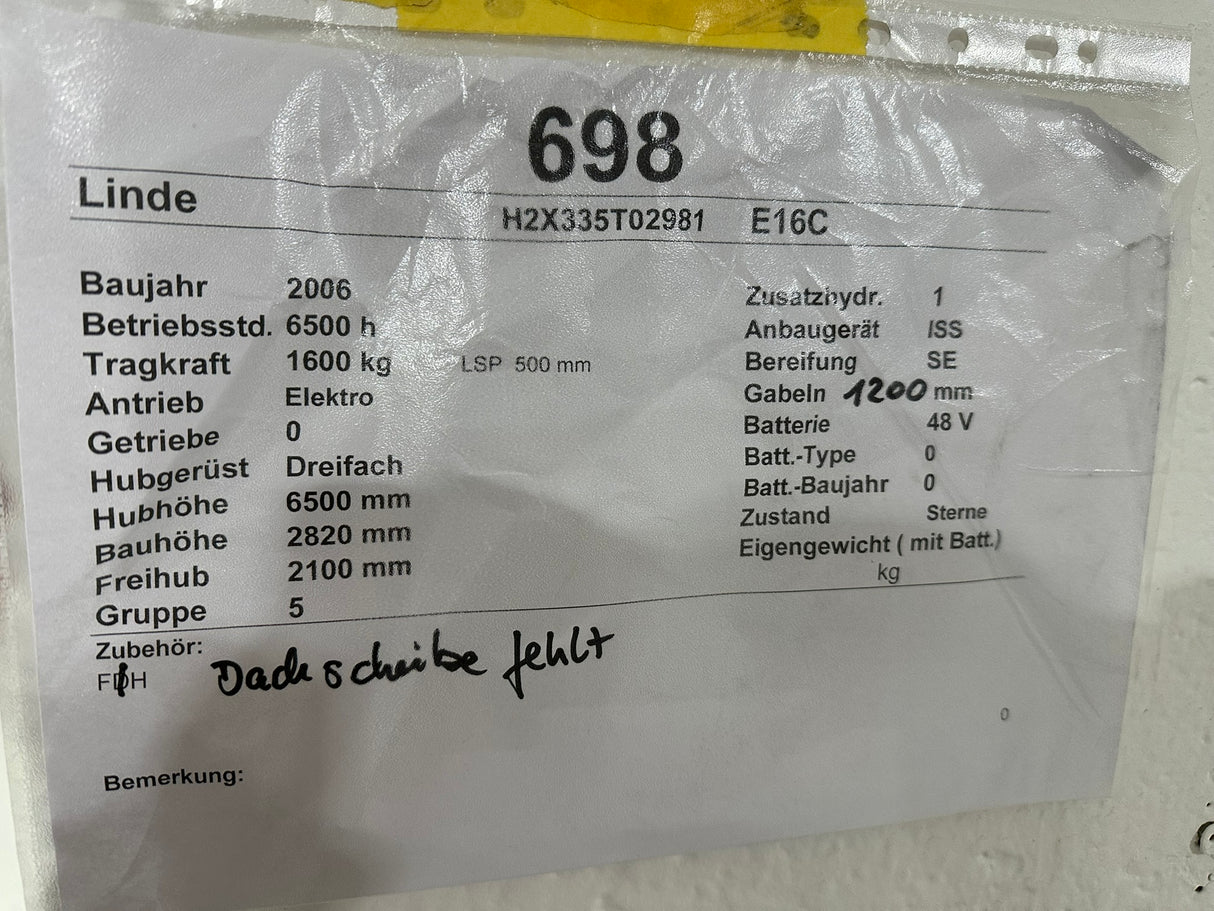 698
Linde H2X335T02981 E16C
Baujahr 2006
Betriebsstd. 6500 h
Tragkraft 1600 kg LSP 500 mm
Antrieb Elektro
Getriebe 0
Hubgerüst Dreifach
Hubhöhe 6500 mm
Bauhöhe 2820 mm
Freihub 2100 mm
Gruppe 5
Zusatzhydr. 1
Anbaugerät ISS
Bereifung SE
Gabeln 1200 mm
Batterie 48 V
Batt.-Type 0
Batt.-Baujahr 0
Zustand Sterne
Eigengewicht ( mit Batt.)
kg
Zubehör:
FDH Dachscheibe fehlt
0
Bemerkung: